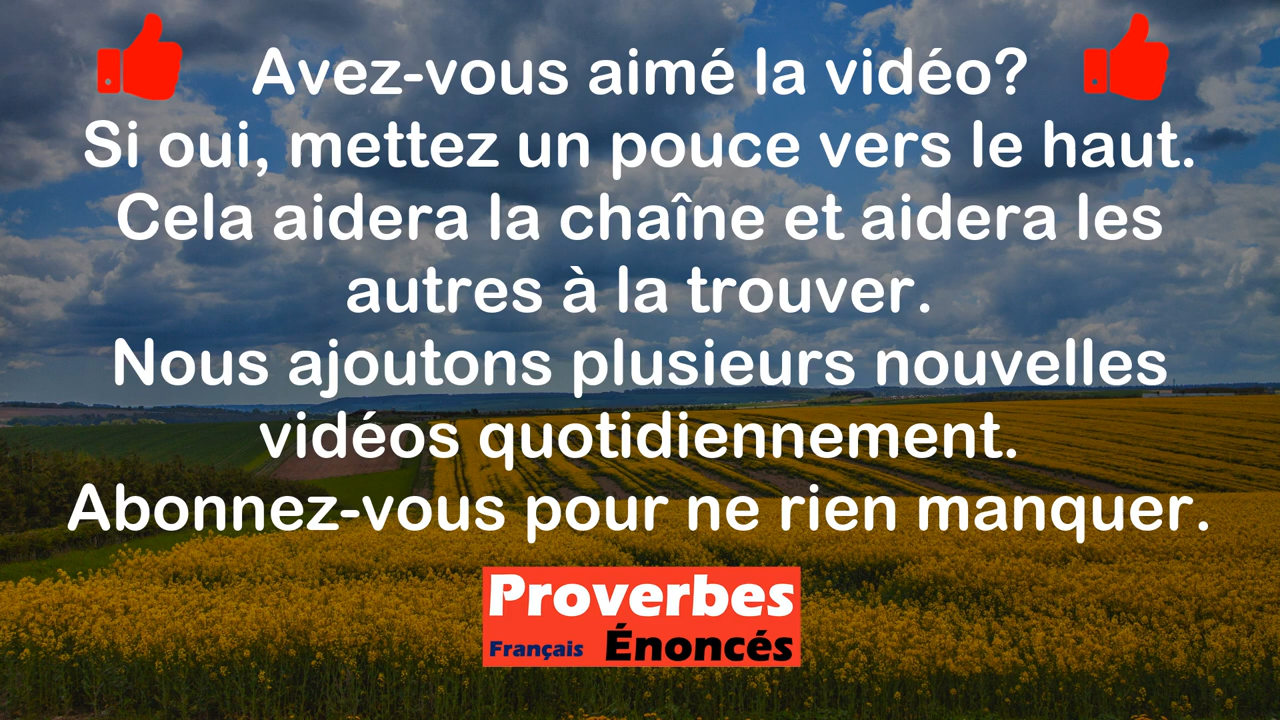 Avez-vous aimé la vidéo?
Si oui, mettez un pouce vers le haut.
Cela aidera la chaîne et aidera les
autres à la trouver.
Nous ajoutons plusieurs nouvelles
vidéos quotidiennement.
Abonnez-vous pour ne rien manquer.
Proverbes
Français Énoncés